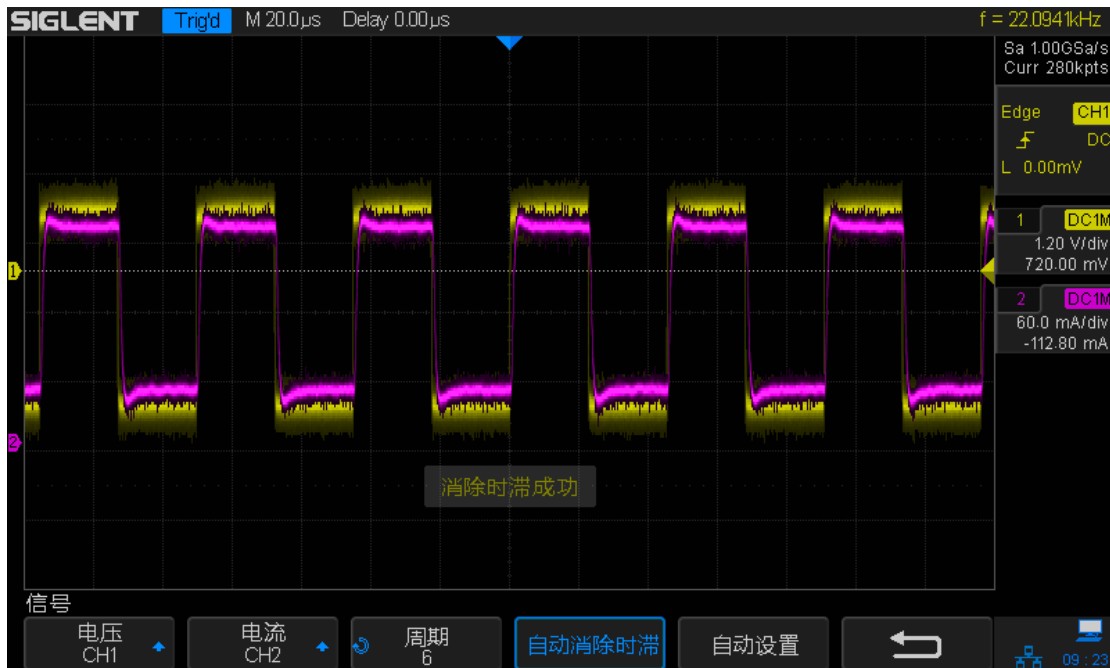 SIGLENT Trig'd M 20.0µs Delay 0.00µs f = 22.0941kHz
Sa 1.00GSa/s
Curr 280kpts
Edge CH1
DC
L 0.00mV
1 DC1M
1.20 V/div
720.00 mV
2 DC1M
60.0 mA/div
-112.80 mA
1
2
消除时滞成功
信号
电压
CH1
电流
CH2
周期
6
自动消除时滞
自动设置
09:23